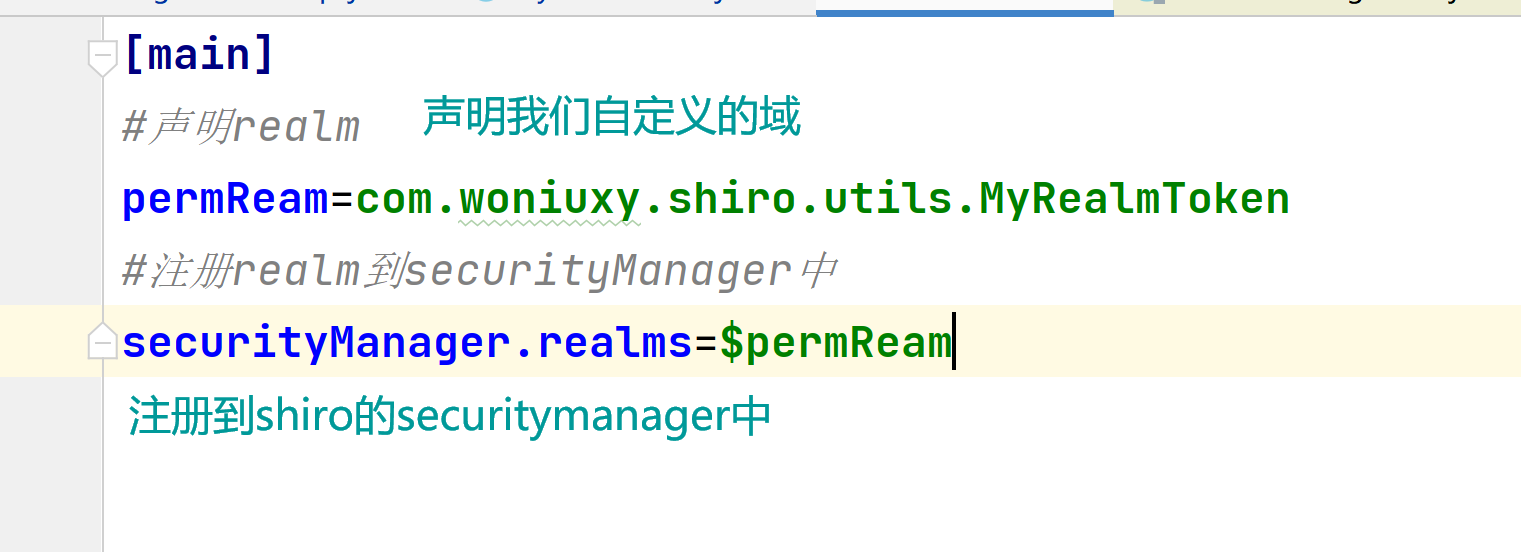 [main]
#声明realm 声明我们自定义的域
permReam=com.woniuxy.shiro.utils.MyRealmToken
#注册realm到securityManager中
securityManager.realms=$permReam
注册到shiro的securitymanager中